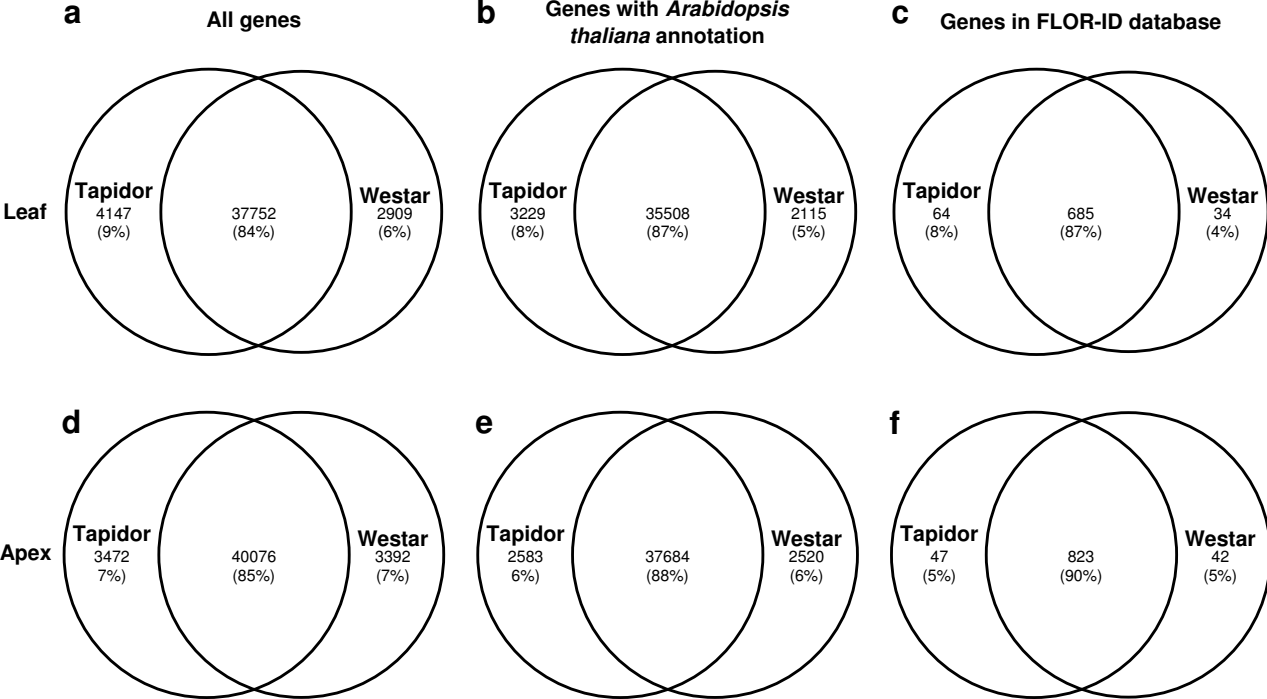 a
All genes
b
Genes with Arabidopsis
thaliana annotation
c
Genes in FLOR-ID database
Leaf
Tapidor
4147
(9%)
37752
(84%)
Westar
2909
(6%)
Tapidor
3229
(8%)
35508
(87%)
Westar
2115
(5%)
Tapidor
64
(8%)
685
(87%)
Westar
34
(4%)
d
e
f
Apex
Tapidor
3472
7%)
40076
(85%)
Westar
3392
(7%)
Tapidor
2583
6%)
37684
(88%)
Westar
2520
(6%)
Tapidor
47
(5%)
823
(90%)
Westar
42
(5%)